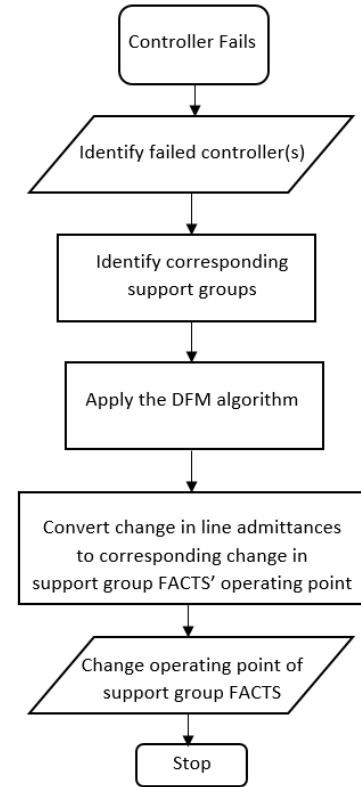 Controller Fails
Identify failed controller(s)
Identify corresponding
support groups
Apply the DFM algorithm
Convert change in line admittances
to corresponding change in
support group FACTS’ operating point
Change operating point of
support group FACTS
Stop